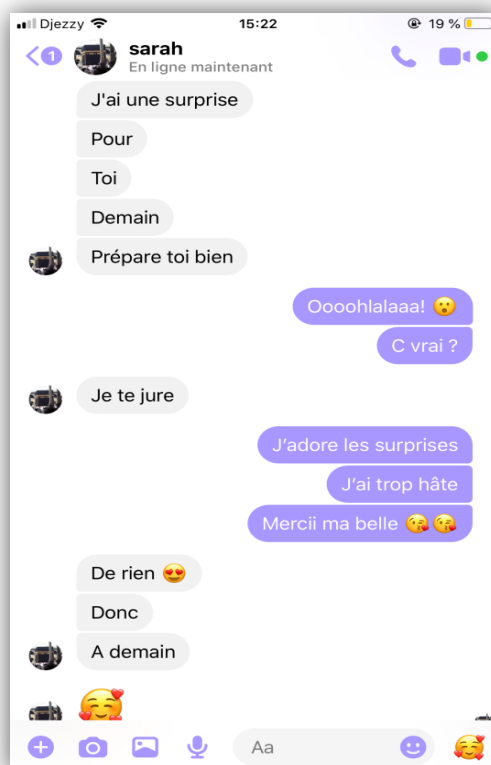 Djezzy 15:22 19 %
1 sarah
En ligne maintenant
J'ai une surprise
Pour
Toi
Demain
Prépare toi bien
Oooohlalaaa! 😮
C vrai ?
Je te jure
J'adore les surprises
J'ai trop hâte
Mercii ma belle 😘😘
De rien 😍
Donc
A demain
🥰
Aa